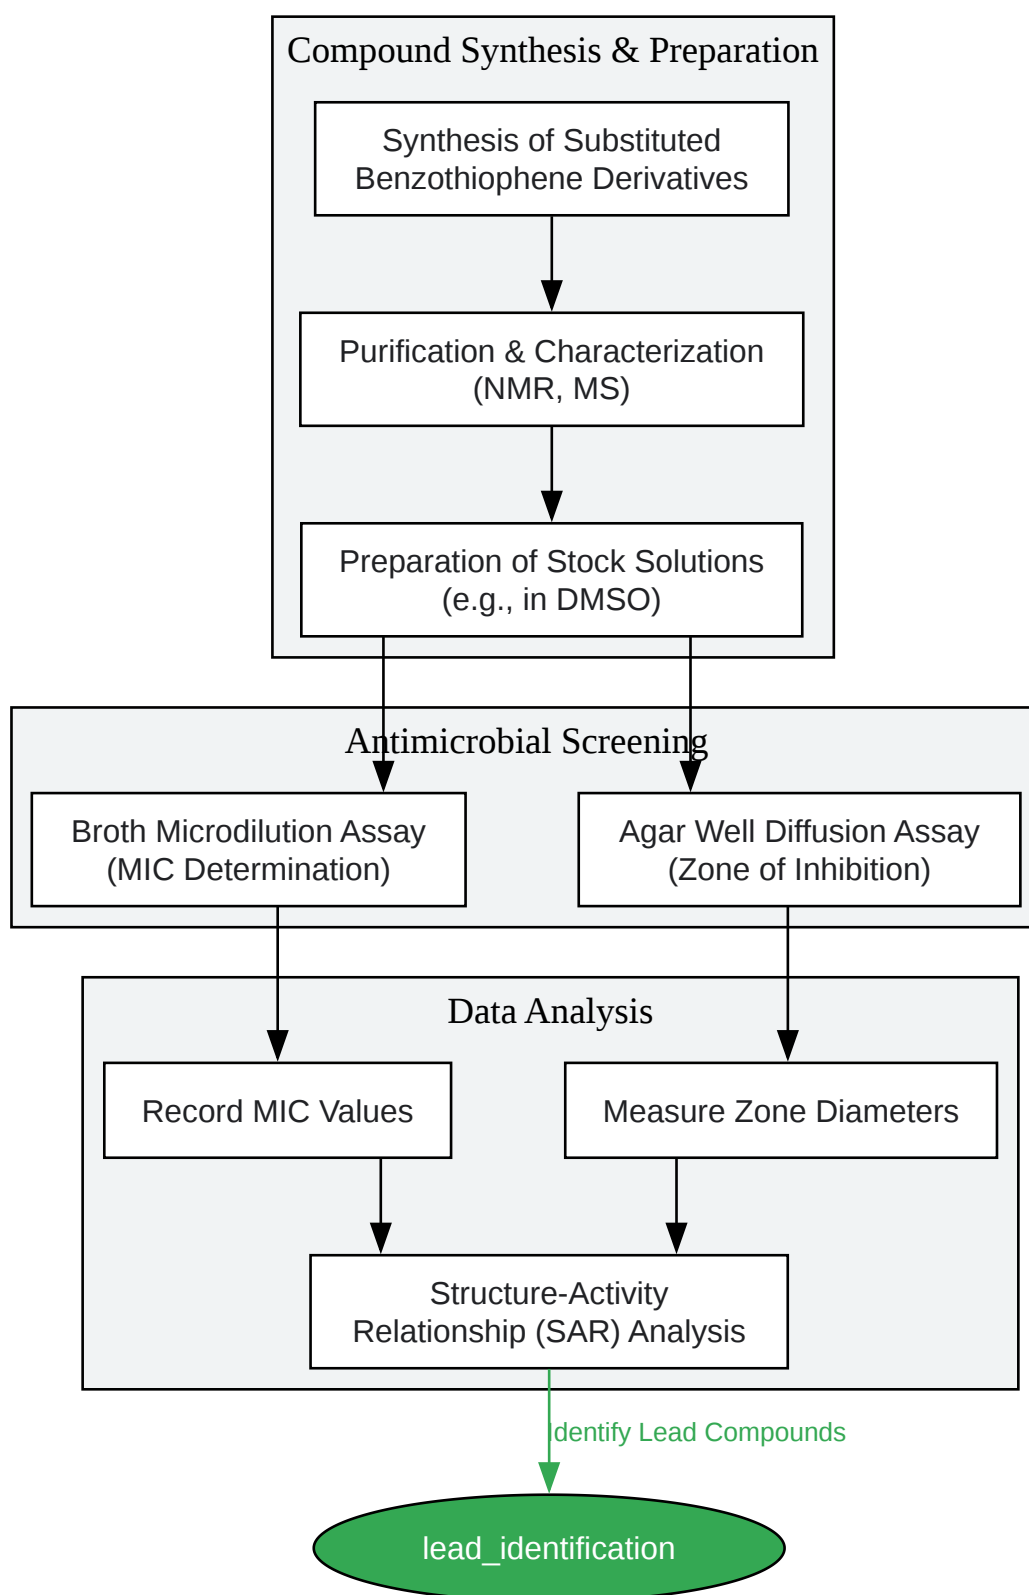 Compound Synthesis & Preparation
Synthesis of Substituted
Benzothiophene Derivatives
Purification & Characterization
(NMR, MS)
Preparation of Stock Solutions
(e.g., in DMSO)
Antimicrobial Screening
Broth Microdilution Assay
(MIC Determination)
Agar Well Diffusion Assay
(Zone of Inhibition)
Data Analysis
Record MIC Values
Measure Zone Diameters
Structure-Activity
Relationship (SAR) Analysis
Identify Lead Compounds
lead_identification